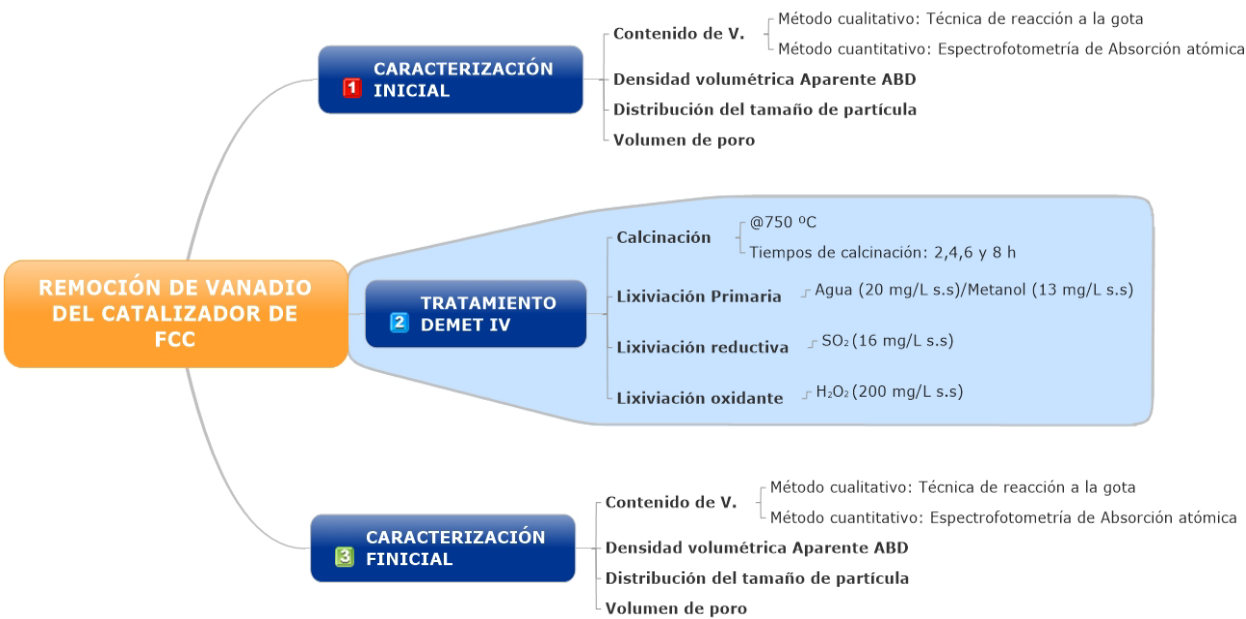 REMOCIÓN DE VANADIO
DEL CATALIZADOR DE
FCC
1
CARACTERIZACIÓN
INICIAL
Contenido de V.
Método cualitativo: Técnica de reacción a la gota
Método cuantitativo: Espectrofotometría de Absorción atómica
Densidad volumétrica Aparente ABD
Distribución del tamaño de partícula
Volumen de poro
2
TRATAMIENTO
DEMET IV
Calcinación
@750 ºC
Tiempos de calcinación: 2,4,6 y 8 h
Lixiviación Primaria
Agua (20 mg/L s.s)/Metanol (13 mg/L s.s)
Lixiviación reductiva
SO₂ (16 mg/L s.s)
Lixiviación oxidante
H₂O₂ (200 mg/L s.s)
3
CARACTERIZACIÓN
FINICIAL
Contenido de V.
Método cualitativo: Técnica de reacción a la gota
Método cuantitativo: Espectrofotometría de Absorción atómica
Densidad volumétrica Aparente ABD
Distribución del tamaño de partícula
Volumen de poro